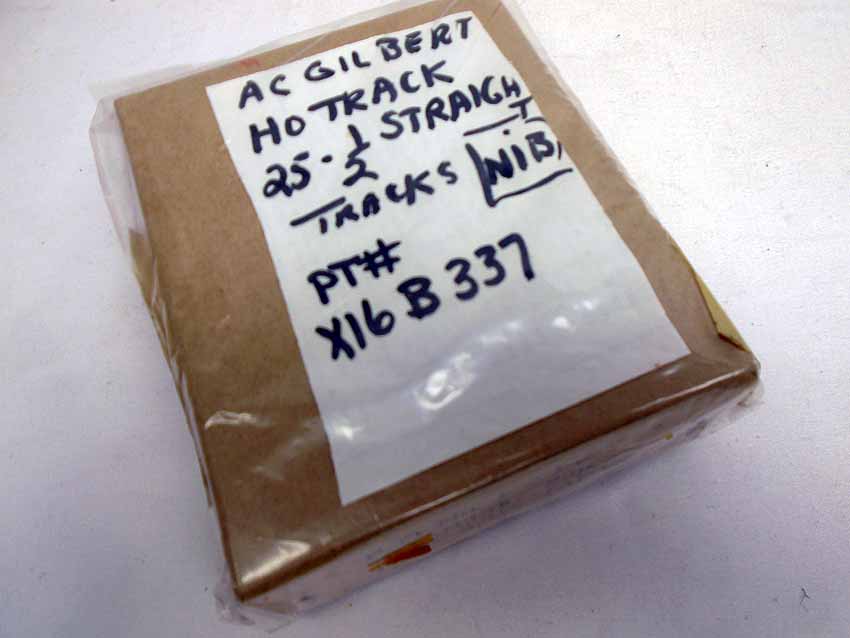 AC GILBERT
HO TRACK
25-1/2 STRAIGHT
TRACKS NIB
PT#
X16B337